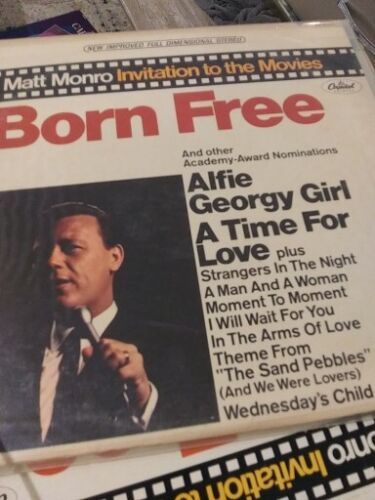 NEW IMPROVED FULL DIMENSIONAL STEREO
Matt Monro Invitation to the Movies
Capitol
Born Free
And other
Academy-Award Nominations
Alfie
Georgy Girl
A Time For
Love plus
Strangers In The Night
A Man And A Woman
Moment To Moment
I Will Wait For You
In The Arms Of Love
Theme From
"The Sand Pebbles"
(And We Were Lovers)
Wednesday's Child
nro Invitation to